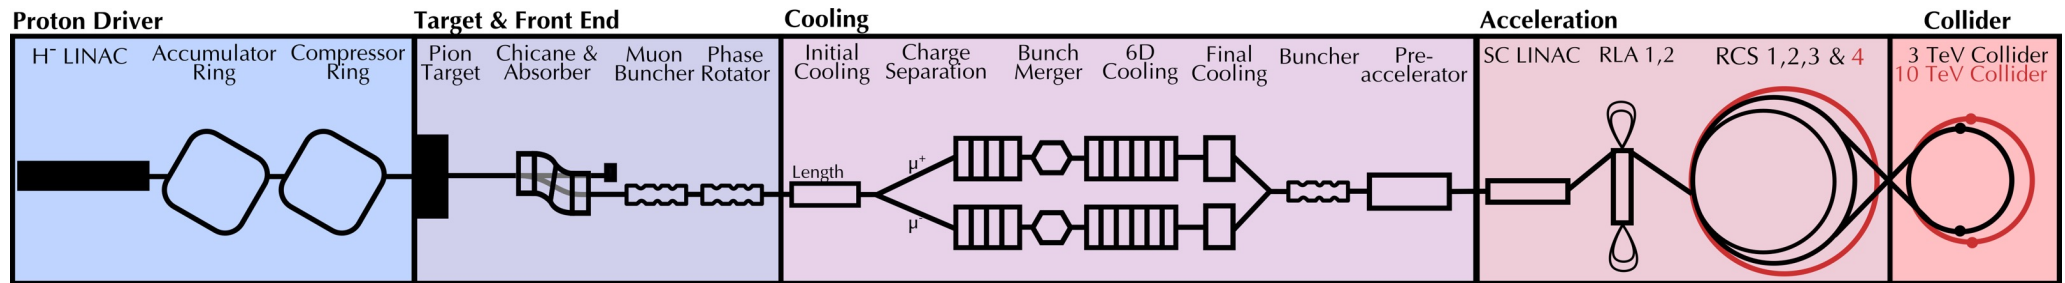 Proton Driver
Target & Front End
Cooling
Acceleration
Collider
H⁻ LINAC
Accumulator
Ring
Compressor
Ring
Pion
Target
Chicane &
Absorber
Muon
Buncher
Phase
Rotator
Initial
Cooling
Charge
Separation
Bunch
Merger
6D
Cooling
Final
Cooling
Buncher
Pre-
accelerator
SC LINAC
RLA 1,2
RCS 1,2,3 & 4
3 TeV Collider
10 TeV Collider
Length
μ⁺
μ⁻